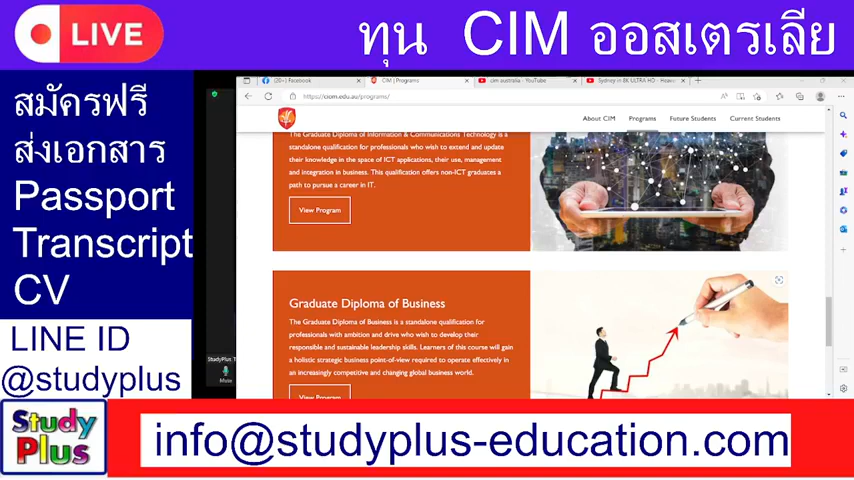 LIVE
ทุน CIM ออสเตรเลีย
สมัครฟรี
ส่งเอกสาร
Passport
Transcript
CV
LINE ID
@studyplus
Study
Plus
info@studyplus-education.com
(20+) Facebook
CIM | Programs
cim australia - YouTube
https://ciom.edu.au/programs/
About CIM
Programs
Future Students
Current Students
The Graduate Diploma of Information & Communications Technology is a
standalone qualification for professionals who wish to extend and update
their knowledge in the space of ICT applications, their use, management
and integration in business. This qualification offers non-ICT graduates a
path to pursue a career in IT.
View Program
Graduate Diploma of Business
The Graduate Diploma of Business is a standalone qualification for
professionals with ambition and drive who wish to develop their
responsible and sustainable leadership skills. Learners of this course will gain
a holistic strategic business point-of-view required to operate effectively in
an increasingly competitive and changing global business world.
View Program
Mute